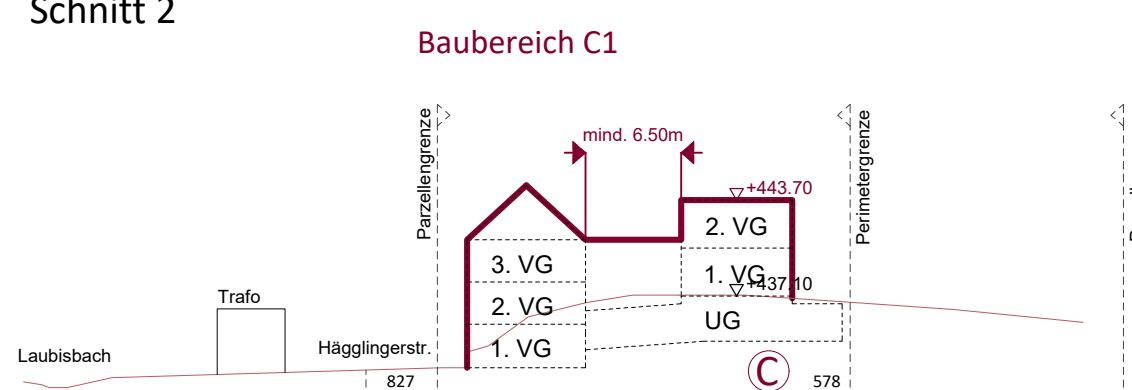 Schnitt 2
Baubereich C1
Parzellengrenze
Perimetergrenze
mind. 6.50m
+443.70
2. VG
3. VG
1. VG
+437.10
Trafo
2. VG
UG
Laubisbach
Hägglingerstr.
1. VG
827
C
578